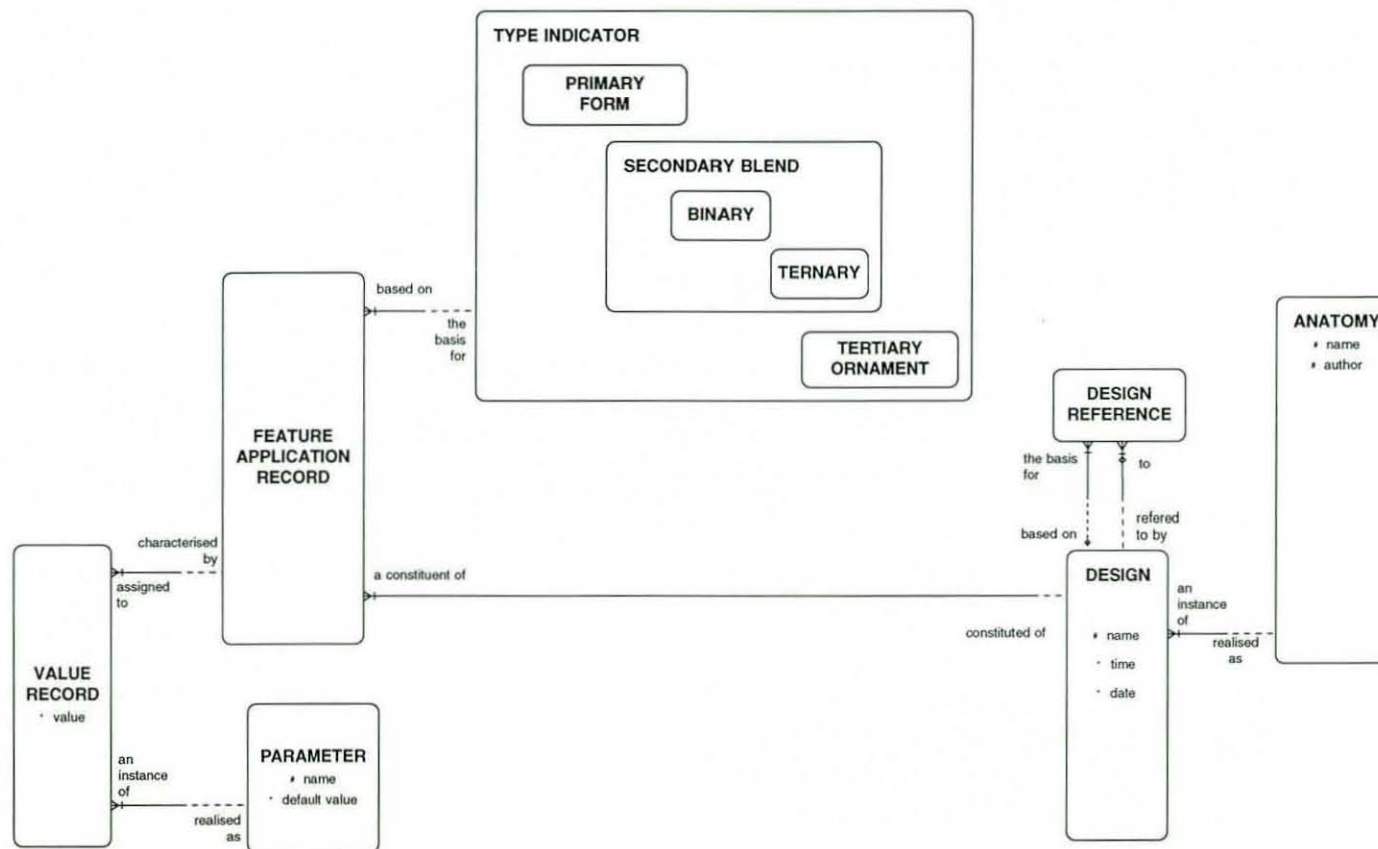 TYPE INDICATOR
PRIMARY
FORM
SECONDARY BLEND
BINARY
TERNARY
TERTIARY
ORNAMENT
based on
the
basis
for
FEATURE
APPLICATION
RECORD
ANATOMY
# name
# author
DESIGN
REFERENCE
the basis
for
to
based on
refered
to by
characterised
by
assigned
to
a constituent of
constituted of
DESIGN
# name
· time
· date
an
instance
of
realised
as
VALUE
RECORD
· value
an
instance
of
realised
as
PARAMETER
# name
· default value